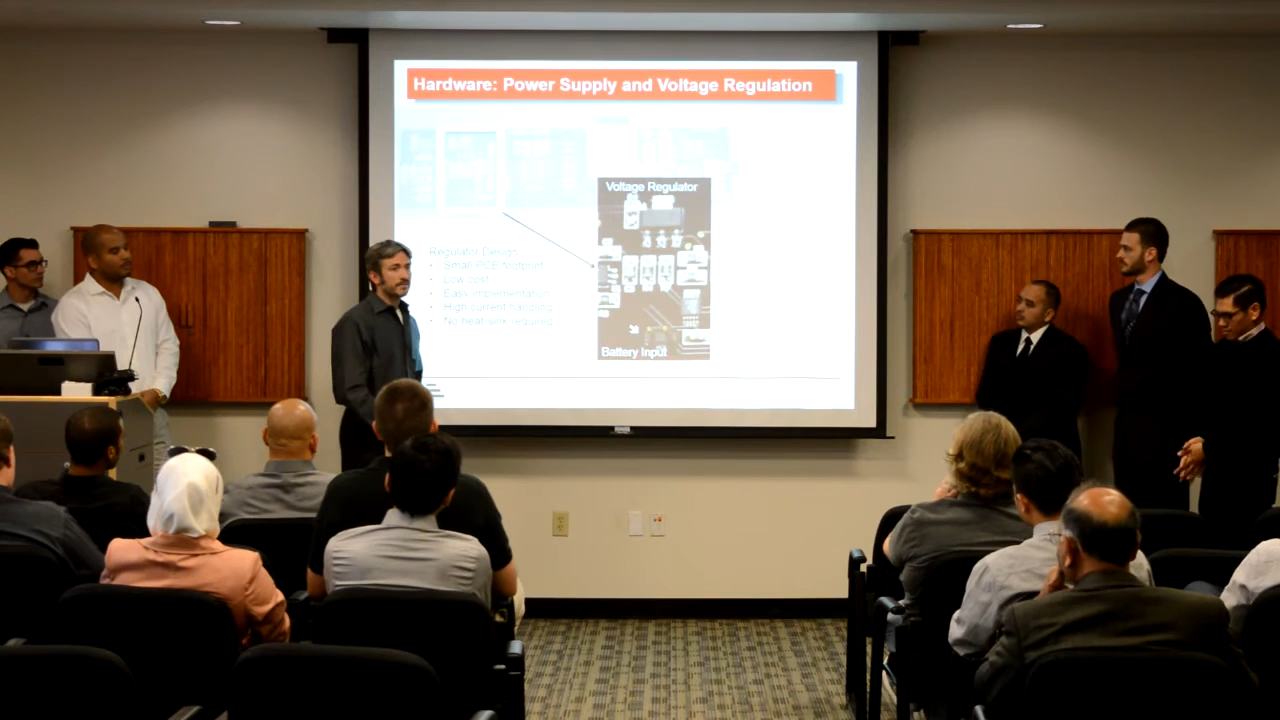 Hardware: Power Supply and Voltage Regulation
Voltage Regulator
Regulator Design:
• Small PCB footprint
• Low cost
• Easy implementation
• High current handling
• No heat-sink required
Battery Input